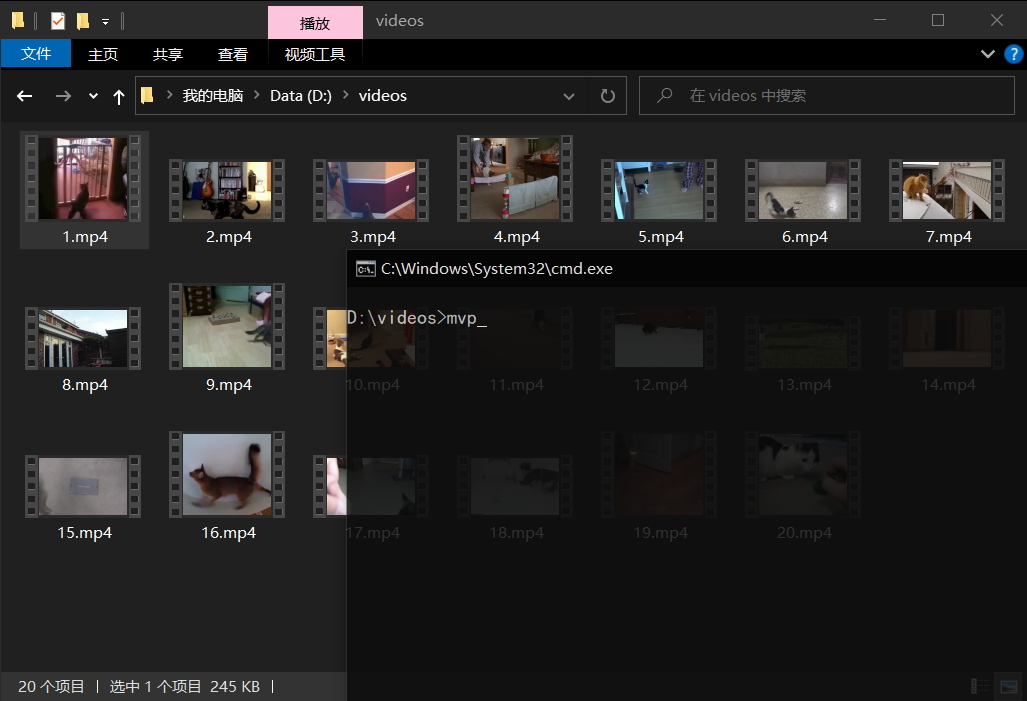 播放
videos
文件
主页
共享
查看
视频工具
我的电脑 > Data (D:) > videos
在 videos 中搜索
1.mp4
2.mp4
3.mp4
4.mp4
5.mp4
6.mp4
7.mp4
C:\Windows\System32\cmd.exe
D:\videos>mvp_
8.mp4
9.mp4
10.mp4
11.mp4
12.mp4
13.mp4
14.mp4
15.mp4
16.mp4
17.mp4
18.mp4
19.mp4
20.mp4
20 个项目
选中 1 个项目 245 KB